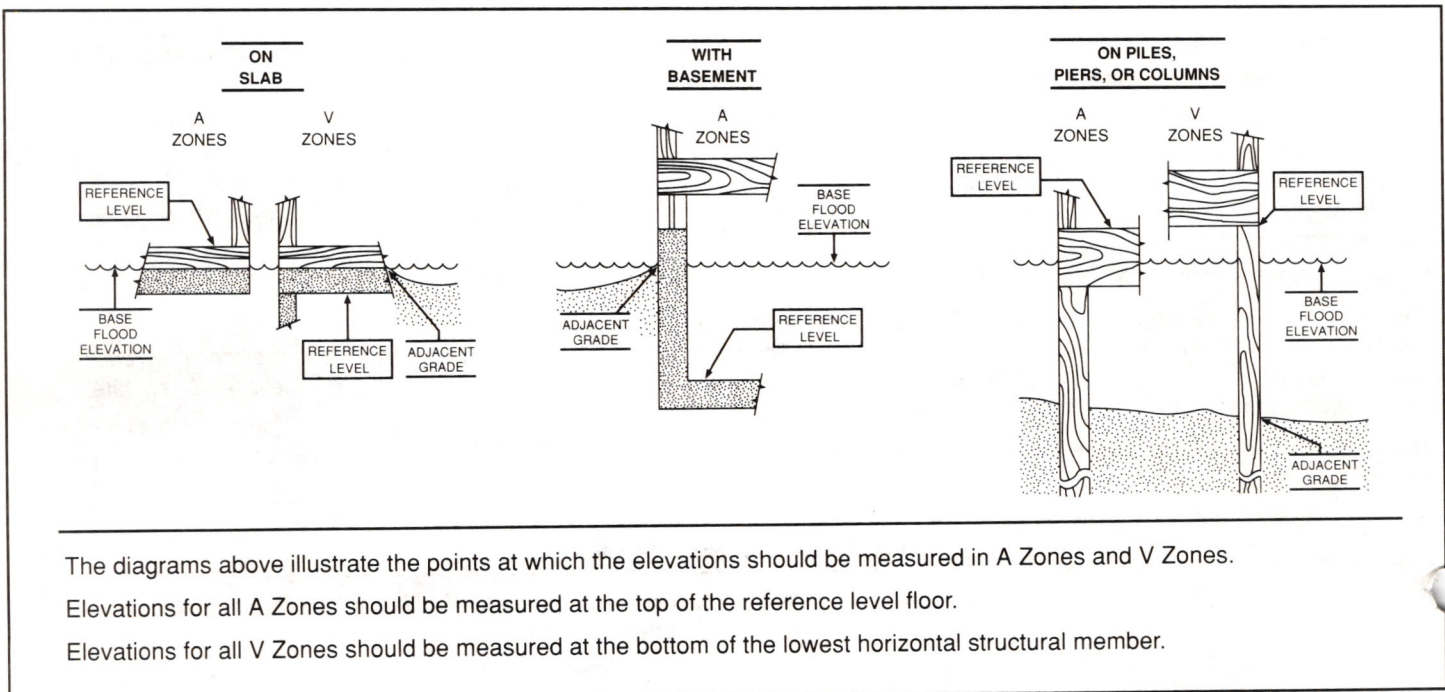 ON
SLAB
A
ZONES
V
ZONES
REFERENCE
LEVEL
BASE
FLOOD
ELEVATION
REFERENCE
LEVEL
ADJACENT
GRADE
WITH
BASEMENT
A
ZONES
BASE
FLOOD
ELEVATION
ADJACENT
GRADE
REFERENCE
LEVEL
ON PILES,
PIERS, OR COLUMNS
A
ZONES
V
ZONES
REFERENCE
LEVEL
REFERENCE
LEVEL
BASE
FLOOD
ELEVATION
ADJACENT
GRADE
The diagrams above illustrate the points at which the elevations should be measured in A Zones and V Zones.
Elevations for all A Zones should be measured at the top of the reference level floor.
Elevations for all V Zones should be measured at the bottom of the lowest horizontal structural member.